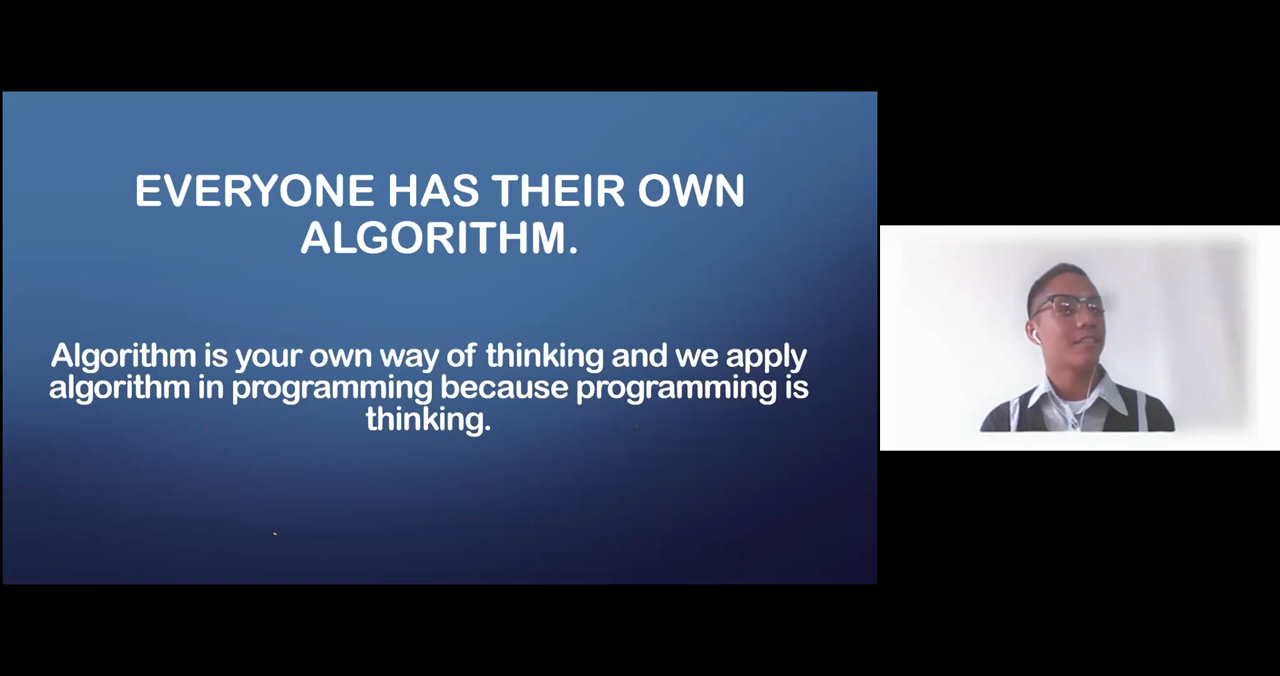 EVERYONE HAS THEIR OWN
ALGORITHM.
Algorithm is your own way of thinking and we apply
algorithm in programming because programming is
thinking.